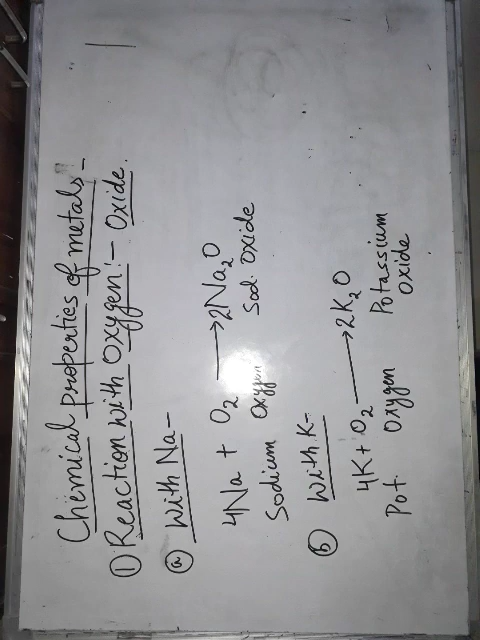 Chemical properties of metals -
① Reaction with Oxygen:- Oxide.
ⓐ With Na-
4Na + O₂ ⟶ 2Na₂O
Sodium Oxygen Sod. Oxide
ⓑ With K-
4K + O₂ ⟶ 2K₂O
Pot. Oxygen Potassium
Oxide